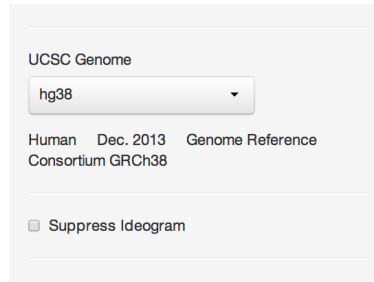 UCSC Genome
hg38
Human Dec. 2013 Genome Reference
Consortium GRCh38
Suppress Ideogram